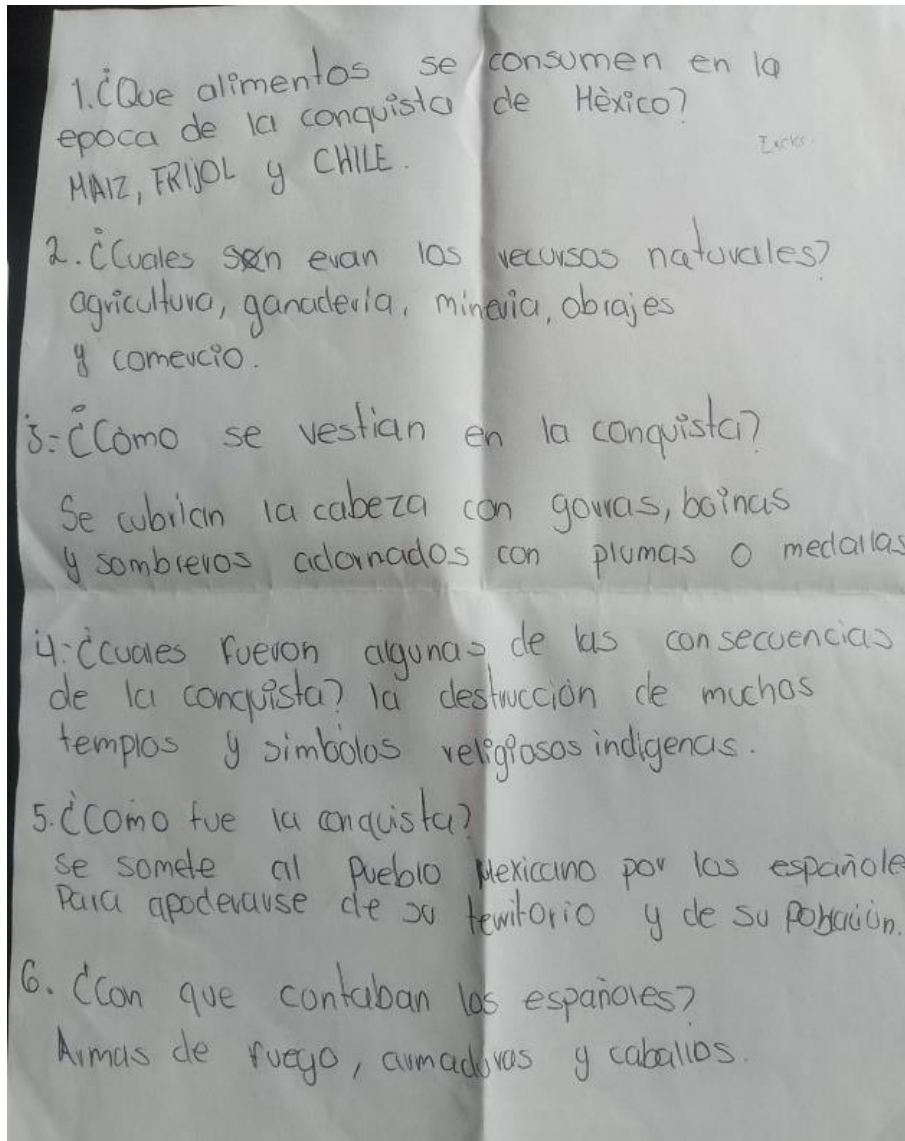 1. ¿Que alimentos se consumen en la
epoca de la conquista de Mèxico?
MAIZ, FRIJOL y CHILE.
2. ¿Cuales son eran los recursos naturales?
agricultura, ganaderia, mineria, obrajes
y comercio.
3.- ¿Còmo se vestian en la conquista?
Se cubrian la cabeza con gorras, boinas
y sombreros adornados con plumas o medallas
4.- ¿Cuales fueron algunas de las consecuencias
de la conquista? la destrucción de muchos
templos y simbolos religiosos indigenas.
5. ¿Como fue la conquista?
Se somete al Pueblo Mexicano por los españole
Para apoderarse de su territorio y de su Población.
6. ¿Con que contaban los españoles?
Armas de fuego, armaduras y caballos.